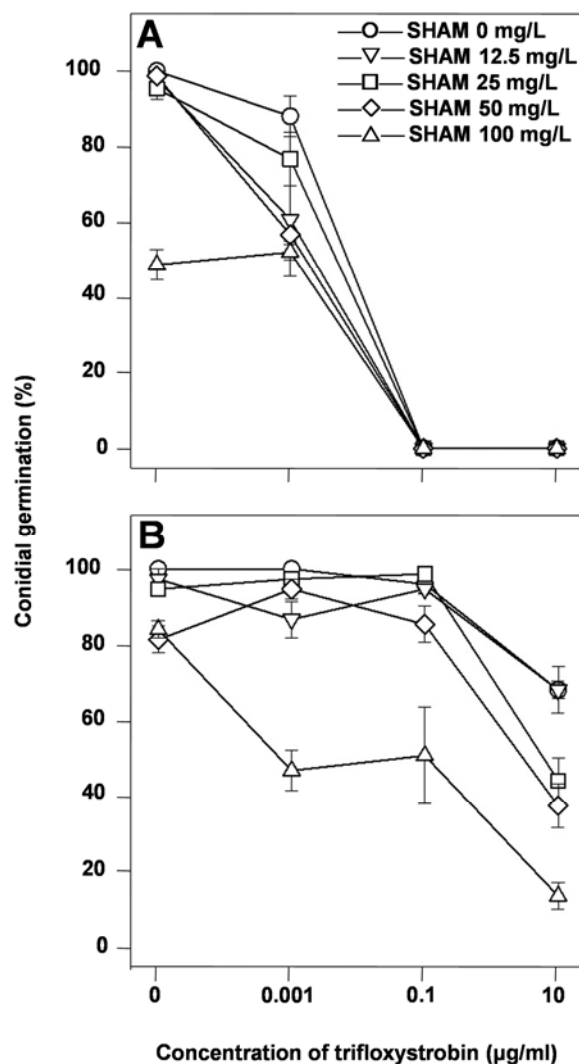 A
SHAM 0 mg/L
SHAM 12.5 mg/L
SHAM 25 mg/L
SHAM 50 mg/L
SHAM 100 mg/L
100
80
60
40
20
0
Conidial germination (%)
B
100
80
60
40
20
0
0 0.001 0.1 10
Concentration of trifloxystrobin (µg/ml)